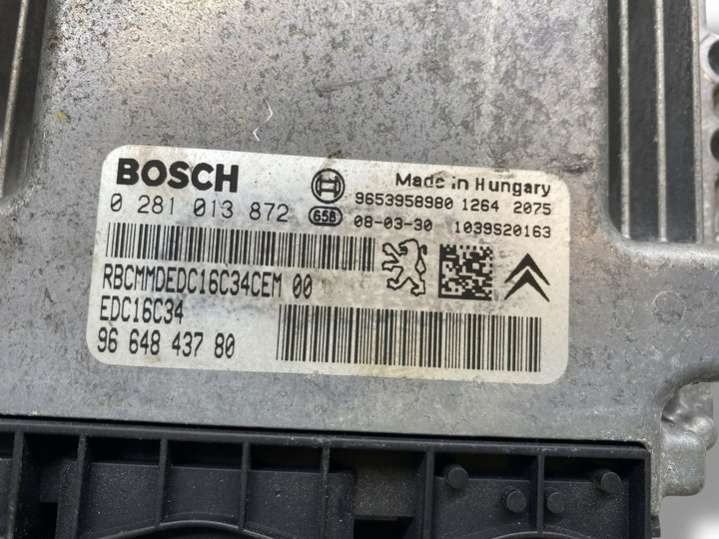 BOSCH
Made in Hungary
0 281 013 872
9653958980 1264 2075
658 08-03-30 1039S20163
RBCMMDEDC16C34CEM 00
EDC16C34
96 648 437 80